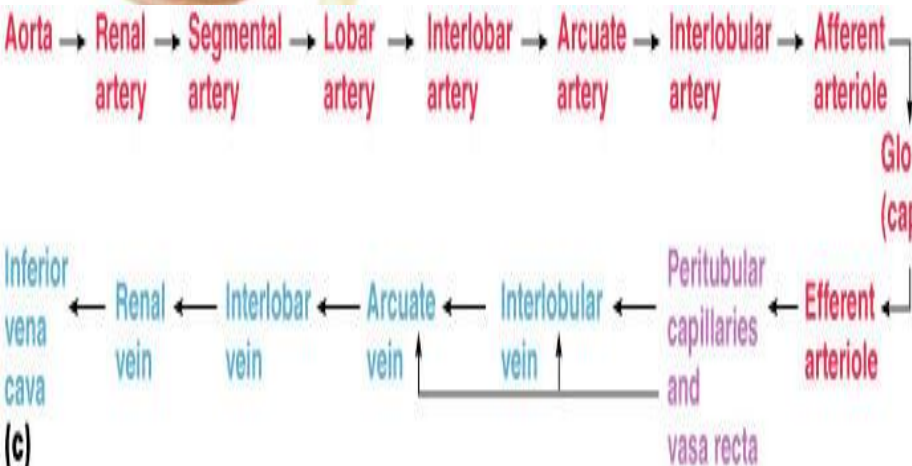 Aorta → Renal artery → Segmental artery → Lobar artery → Interlobar artery → Arcuate artery → Interlobular artery → Afferent arteriole
Glo
(cap
Inferior vena cava ← Renal vein ← Interlobar vein ← Arcuate vein ← Interlobular vein ← Peritubular capillaries and vasa recta ← Efferent arteriole
(c)